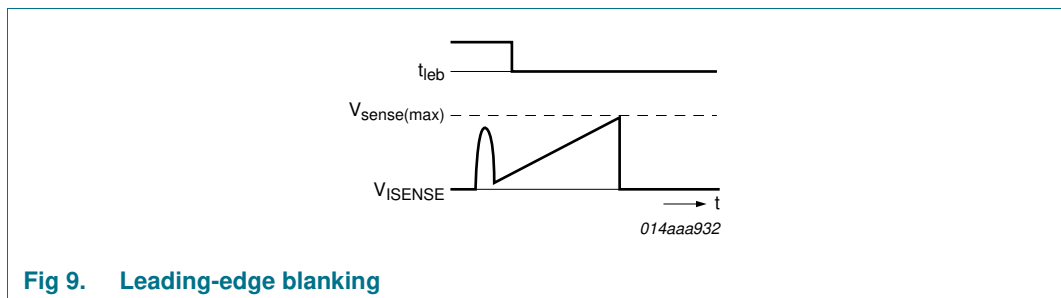 tleb
Vsense(max)
VISENSE
t
014aaa932
Fig 9. Leading-edge blanking